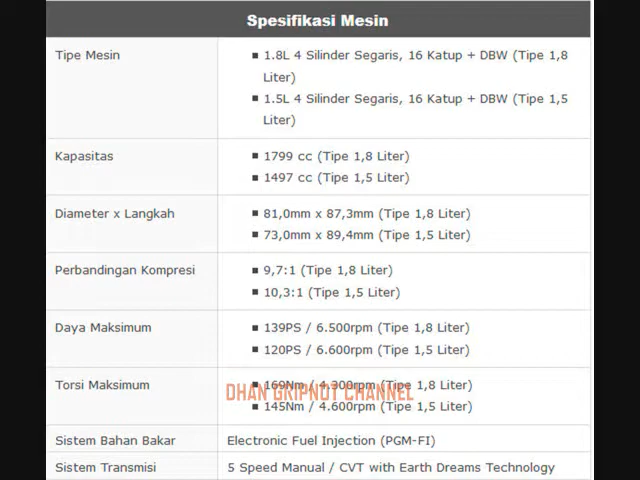 Spesifikasi Mesin
Tipe Mesin
1.8L 4 Silinder Segaris, 16 Katup + DBW (Tipe 1,8
Liter)
1.5L 4 Silinder Segaris, 16 Katup + DBW (Tipe 1,5
Liter)
Kapasitas
1799 cc (Tipe 1,8 Liter)
1497 cc (Tipe 1,5 Liter)
Diameter x Langkah
81,0mm x 87,3mm (Tipe 1,8 Liter)
73,0mm x 89,4mm (Tipe 1,5 Liter)
Perbandingan Kompresi
9,7:1 (Tipe 1,8 Liter)
10,3:1 (Tipe 1,5 Liter)
Daya Maksimum
139PS / 6.500rpm (Tipe 1,8 Liter)
120PS / 6.600rpm (Tipe 1,5 Liter)
Torsi Maksimum
169Nm / 4.300rpm (Tipe 1,8 Liter)
DHAN GRIPNOT CHANNEL
145Nm / 4.600rpm (Tipe 1,5 Liter)
Sistem Bahan Bakar
Electronic Fuel Injection (PGM-FI)
Sistem Transmisi
5 Speed Manual / CVT with Earth Dreams Technology